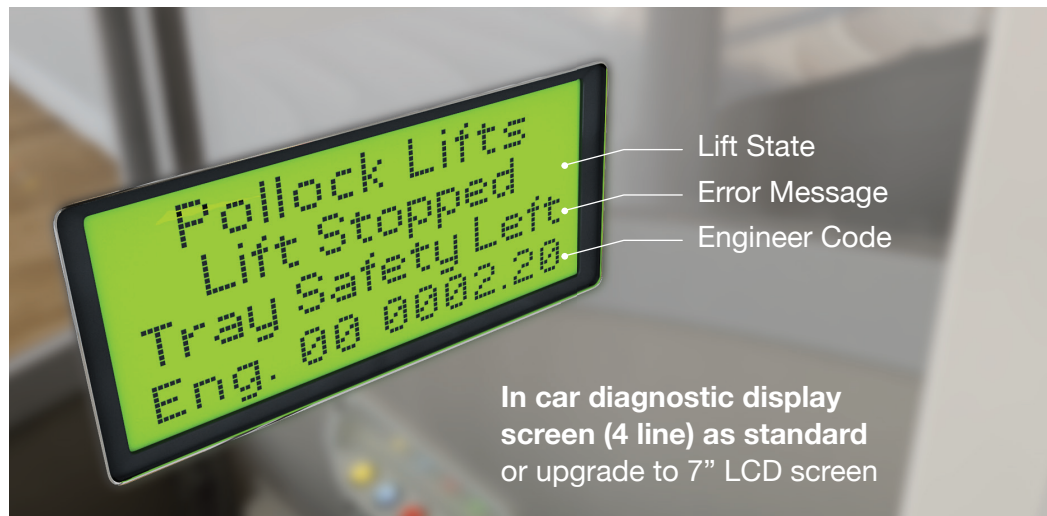 Pollock Lifts
Lift Stopped
Tray Safety Left
Eng. 00 0002.20
Lift State
Error Message
Engineer Code
In car diagnostic display
screen (4 line) as standard
or upgrade to 7” LCD screen